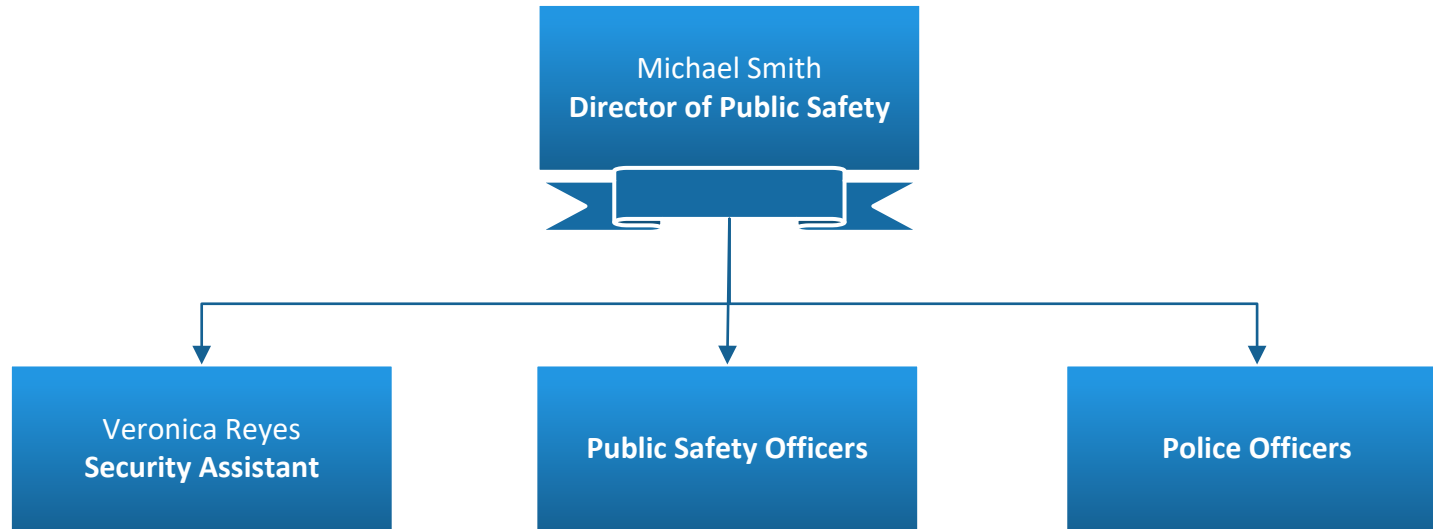 Michael Smith
Director of Public Safety
Veronica Reyes
Security Assistant
Public Safety Officers
Police Officers